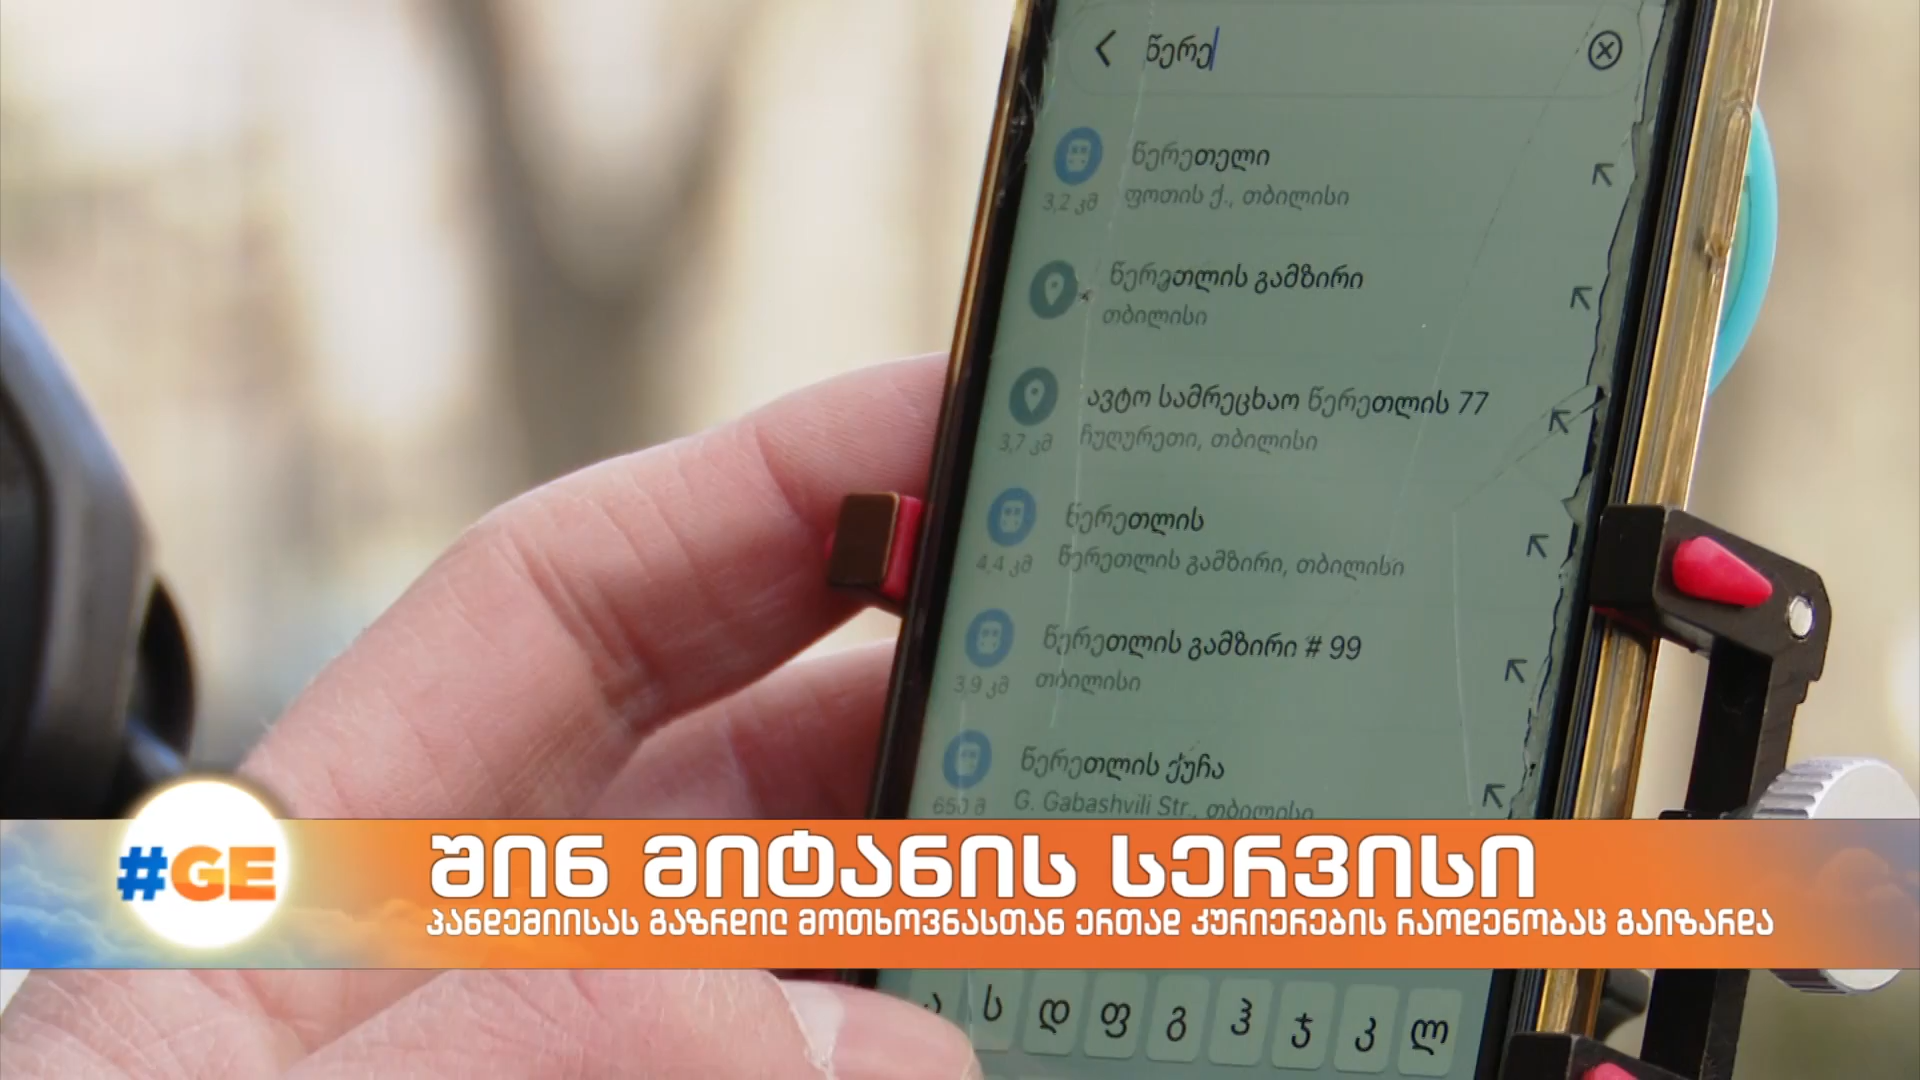 წერე
წერეთელი
3,2 კმ ფოთის ქ., თბილისი
წერეთლის გამზირი
თბილისი
ავტო სამრეცხაო წერეთლის 77
3,7 კმ ჩუღურეთი, თბილისი
წერეთლის
4,4 კმ წერეთლის გამზირი, თბილისი
წერეთლის გამზირი # 99
3,9 კმ თბილისი
წერეთლის ქუჩა
650 მ G. Gabashvili Str., თბილისი
#GE
შინ მიტანის სერვისი
პანდემიისას გაზრდილ მოთხოვნასთან ერთად კურიერების რაოდენობაც გაიზარდა
ა ს დ ფ გ ჰ ჯ კ ლ